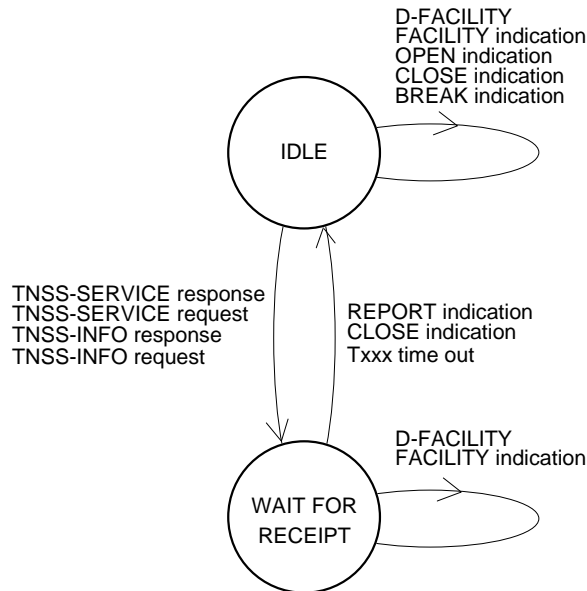 D-FACILITY
FACILITY indication
OPEN indication
CLOSE indication
BREAK indication
IDLE
TNSS-SERVICE response
TNSS-SERVICE request
TNSS-INFO response
TNSS-INFO request
REPORT indication
CLOSE indication
Txxx time out
D-FACILITY
FACILITY indication
WAIT FOR
RECEIPT